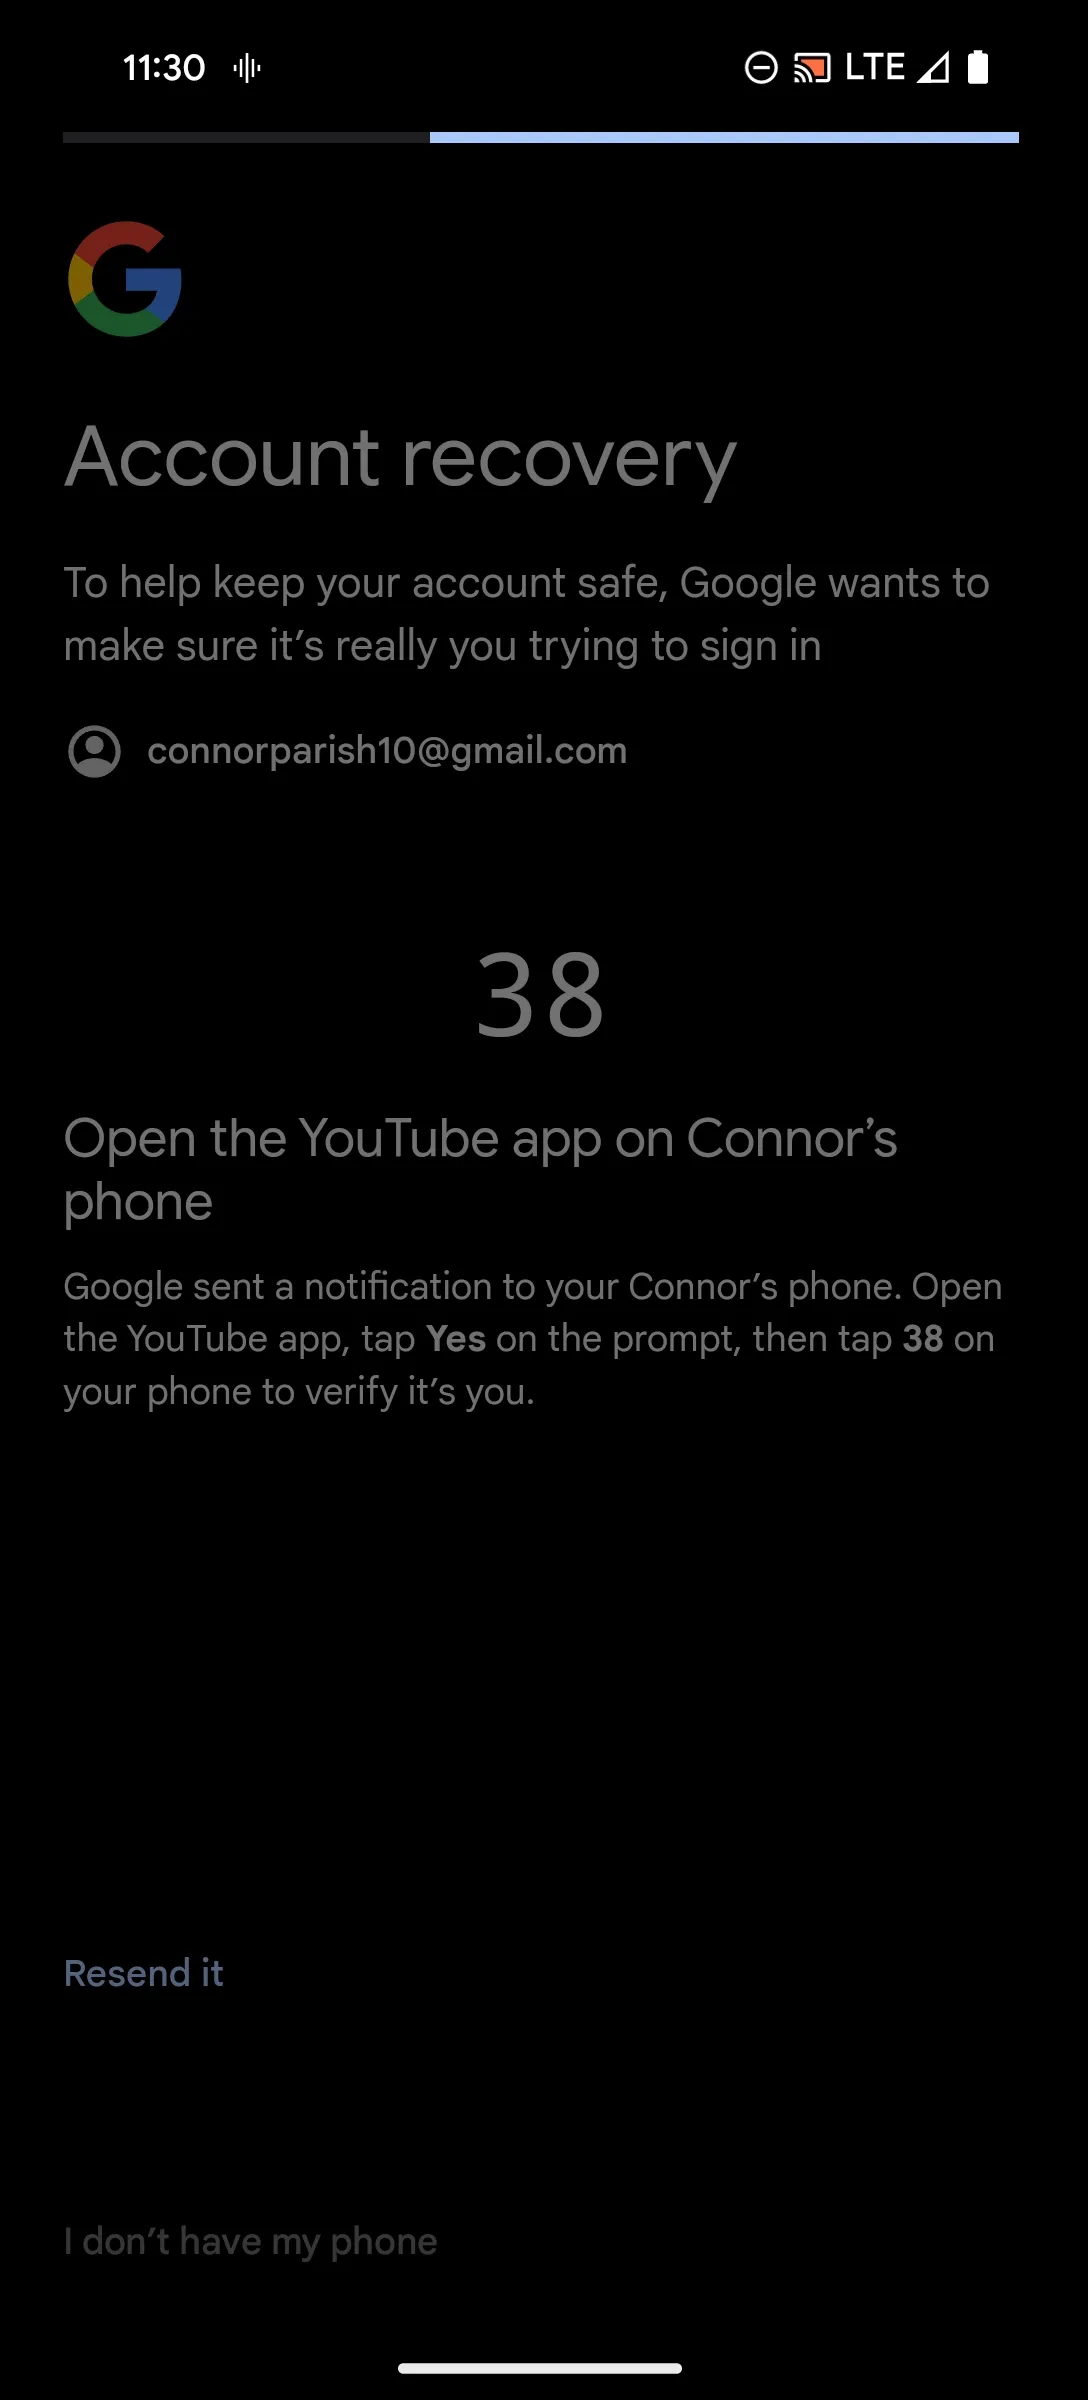 11:30
LTE
Account recovery
To help keep your account safe, Google wants to
make sure it’s really you trying to sign in
connorparish10@gmail.com
38
Open the YouTube app on Connor’s
phone
Google sent a notification to your Connor’s phone. Open
the YouTube app, tap Yes on the prompt, then tap 38 on
your phone to verify it’s you.
Resend it
I don’t have my phone